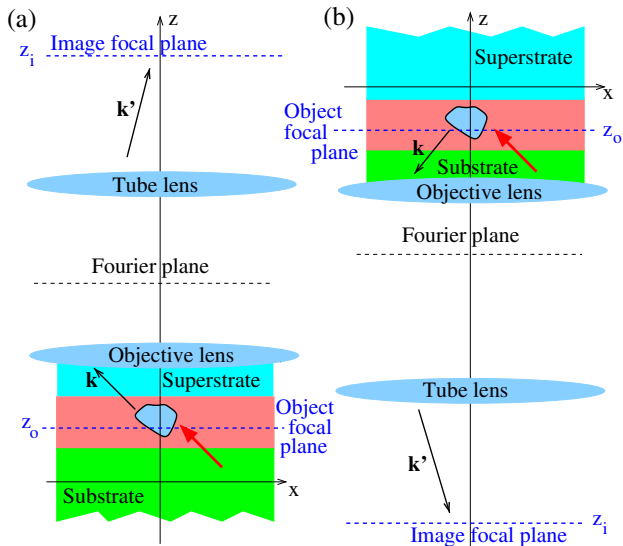 (a)
z
Image focal plane
z_i
k'
Tube lens
Fourier plane
Objective lens
k
Superstrate
Object
focal
plane
z_o
x
Substrate
(b)
z
Superstrate
x
Object
focal
plane
z_o
k
Substrate
Objective lens
Fourier plane
Tube lens
k'
z_i
Image focal plane